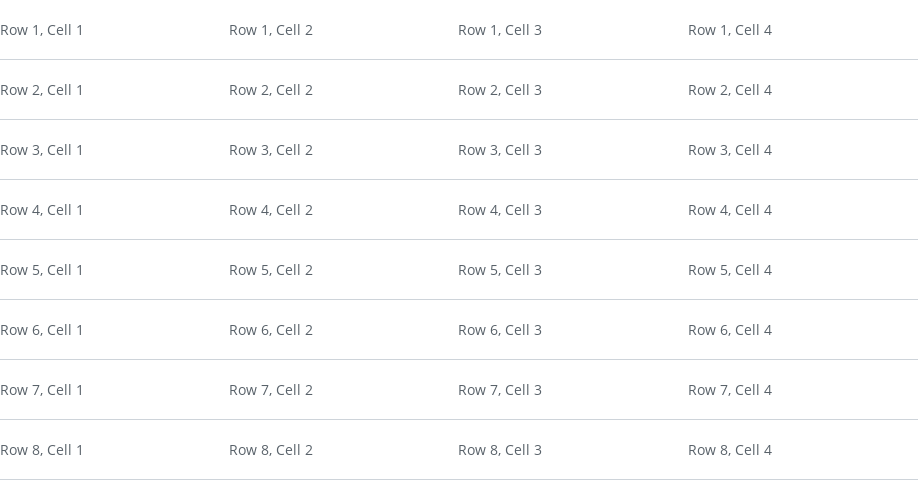 Row 1, Cell 1 Row 1, Cell 2 Row 1, Cell 3 Row 1, Cell 4
Row 2, Cell 1 Row 2, Cell 2 Row 2, Cell 3 Row 2, Cell 4
Row 3, Cell 1 Row 3, Cell 2 Row 3, Cell 3 Row 3, Cell 4
Row 4, Cell 1 Row 4, Cell 2 Row 4, Cell 3 Row 4, Cell 4
Row 5, Cell 1 Row 5, Cell 2 Row 5, Cell 3 Row 5, Cell 4
Row 6, Cell 1 Row 6, Cell 2 Row 6, Cell 3 Row 6, Cell 4
Row 7, Cell 1 Row 7, Cell 2 Row 7, Cell 3 Row 7, Cell 4
Row 8, Cell 1 Row 8, Cell 2 Row 8, Cell 3 Row 8, Cell 4